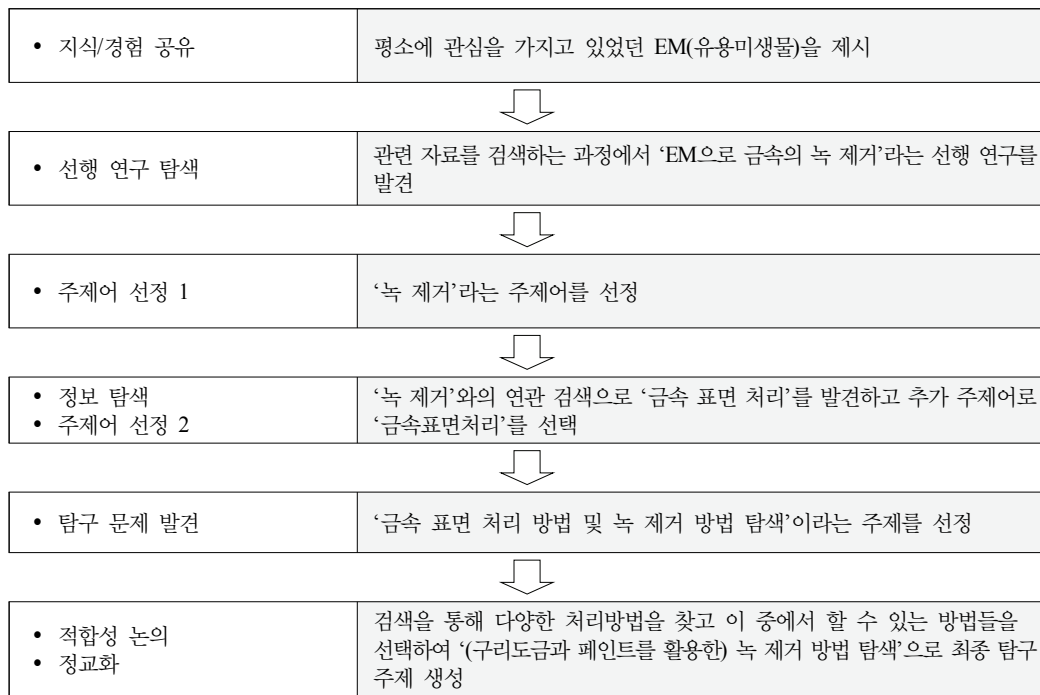 • 지식/경험 공유
평소에 관심을 가지고 있었던 EM(유용미생물)을 제시
• 선행 연구 탐색
관련 자료를 검색하는 과정에서 ‘EM으로 금속의 녹 제거’라는 선행 연구를
발견
• 주제어 선정 1
‘녹 제거’라는 주제어를 선정
• 정보 탐색
• 주제어 선정 2
‘녹 제거’와의 연관 검색으로 ‘금속 표면 처리’를 발견하고 추가 주제어로
‘금속표면처리’를 선택
• 탐구 문제 발견
‘금속 표면 처리 방법 및 녹 제거 방법 탐색’이라는 주제를 선정
• 적합성 논의
• 정교화
검색을 통해 다양한 처리방법을 찾고 이 중에서 할 수 있는 방법들을
선택하여 ‘(구리도금과 페인트를 활용한) 녹 제거 방법 탐색’으로 최종 탐구
주제 생성